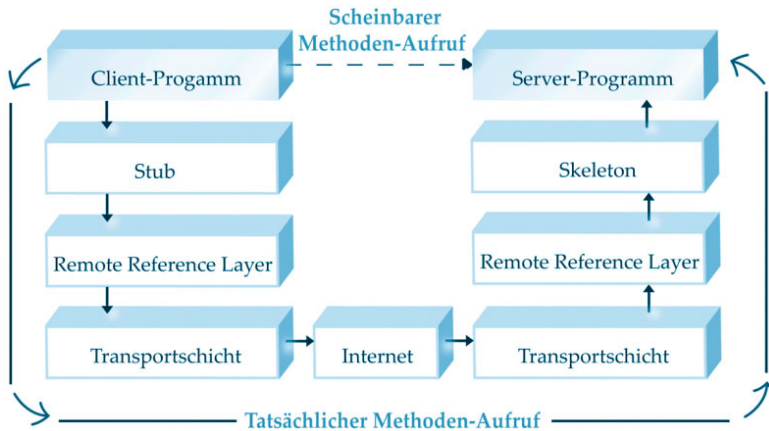 Scheinbarer
Methoden-Aufruf
Client-Progamm
Server-Programm
Stub
Skeleton
Remote Reference Layer
Remote Reference Layer
Transportschicht
Internet
Transportschicht
Tatsächlicher Methoden-Aufruf